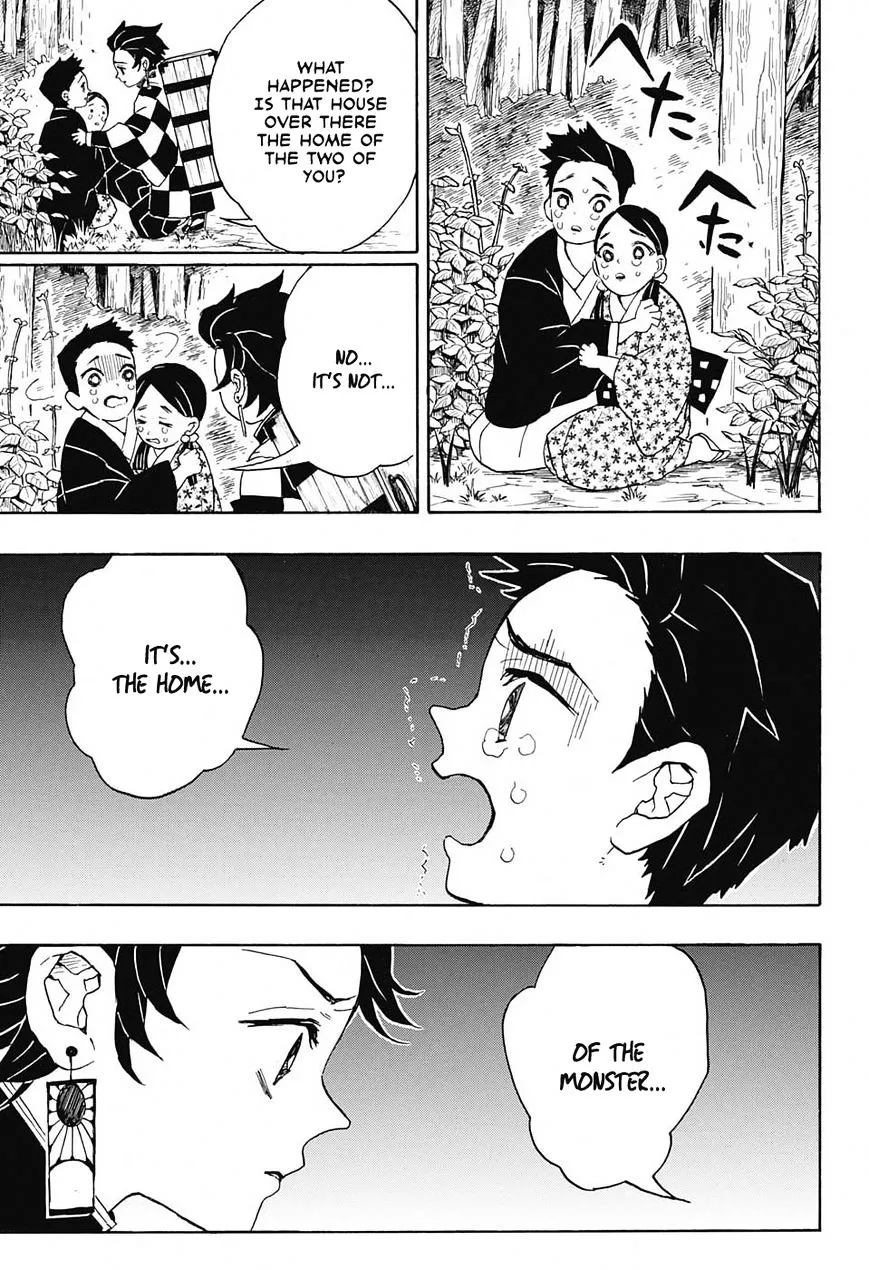 へた
へた
WHAT
HAPPENED?
IS THAT HOUSE
OVER THERE
THE HOME OF
THE TWO OF
YOU?
NO...
IT'S NOT...
IT'S...
THE HOME...
OF THE
MONSTER...